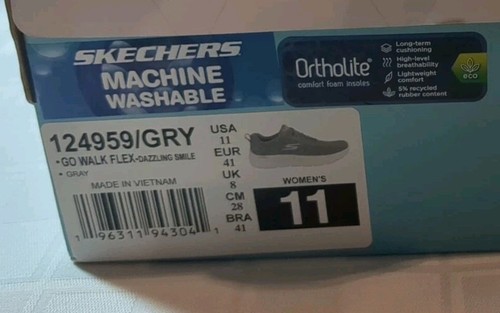 SKECHERS
MACHINE
WASHABLE
Ortholite®
comfort foam insoles
Long-term
cushioning
High-level
breathability
Lightweight
comfort
5% recycled
rubber content
eco
124959/GRY
•GO WALK FLEX-DAZZLING SMILE
• GRAY
MADE IN VIETNAM
1 96311 94304 1
USA
11
EUR
41
UK
8
CM
28
BRA
41
WOMEN'S
11